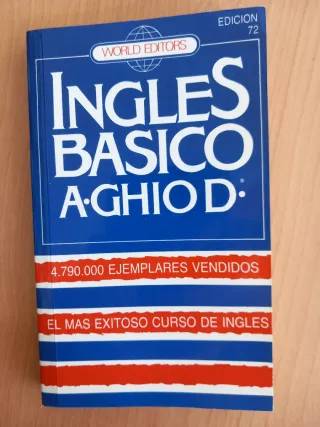 EDICION
72
WORLD EDITORS
INGLES
BASICO
A·GHIO D·
4.790.000 EJEMPLARES VENDIDOS
EL MAS EXITOSO CURSO DE INGLES